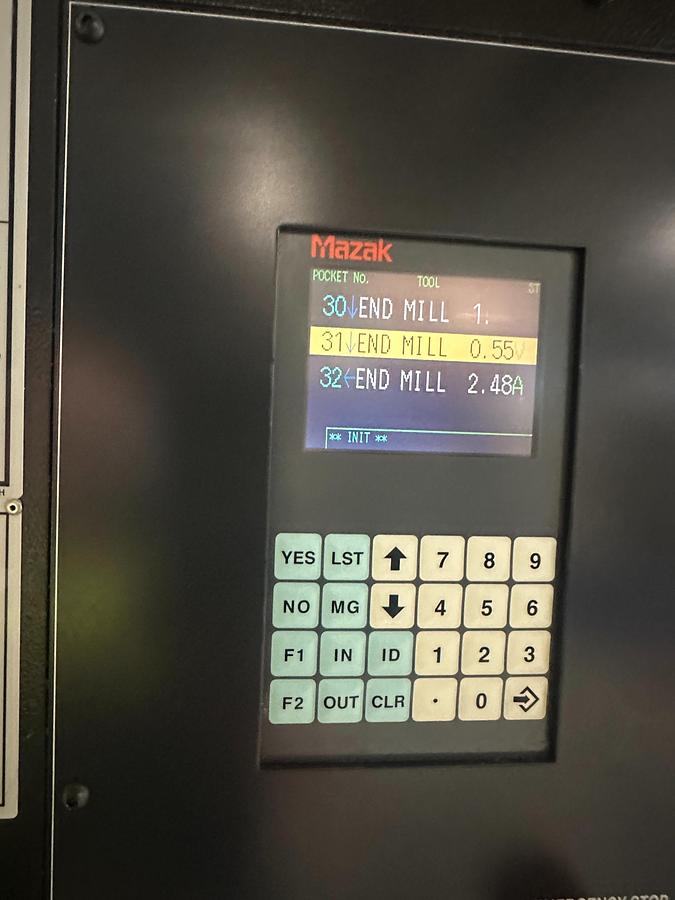 Mazak
POCKET No. TOOL ST
30↓END MILL 1.
31↓END MILL 0.55V
32←END MILL 2.48A
** INIT **
YES LST ↑ 7 8 9
NO MG ↓ 4 5 6
F1 IN ID 1 2 3
F2 OUT CLR . 0
H